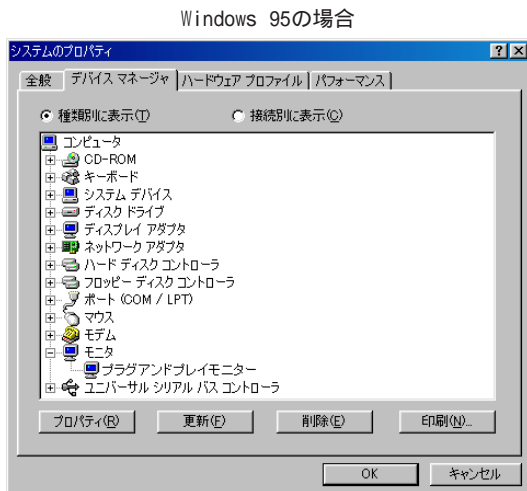 Windows 95の場合
システムのプロパティ
全般 デバイス マネージャ ハードウェア プロファイル パフォーマンス
種類別に表示(T) 接続別に表示(C)
コンピュータ
CD-ROM
キーボード
システム デバイス
ディスク ドライブ
ディスプレイ アダプタ
ネットワーク アダプタ
ハード ディスク コントローラ
フロッピー ディスク コントローラ
ポート (COM / LPT)
マウス
モデム
モニタ
プラグアンドプレイモニター
ユニバーサル シリアル バス コントローラ
プロパティ(R) 更新(F) 削除(E) 印刷(N)...
OK キャンセル